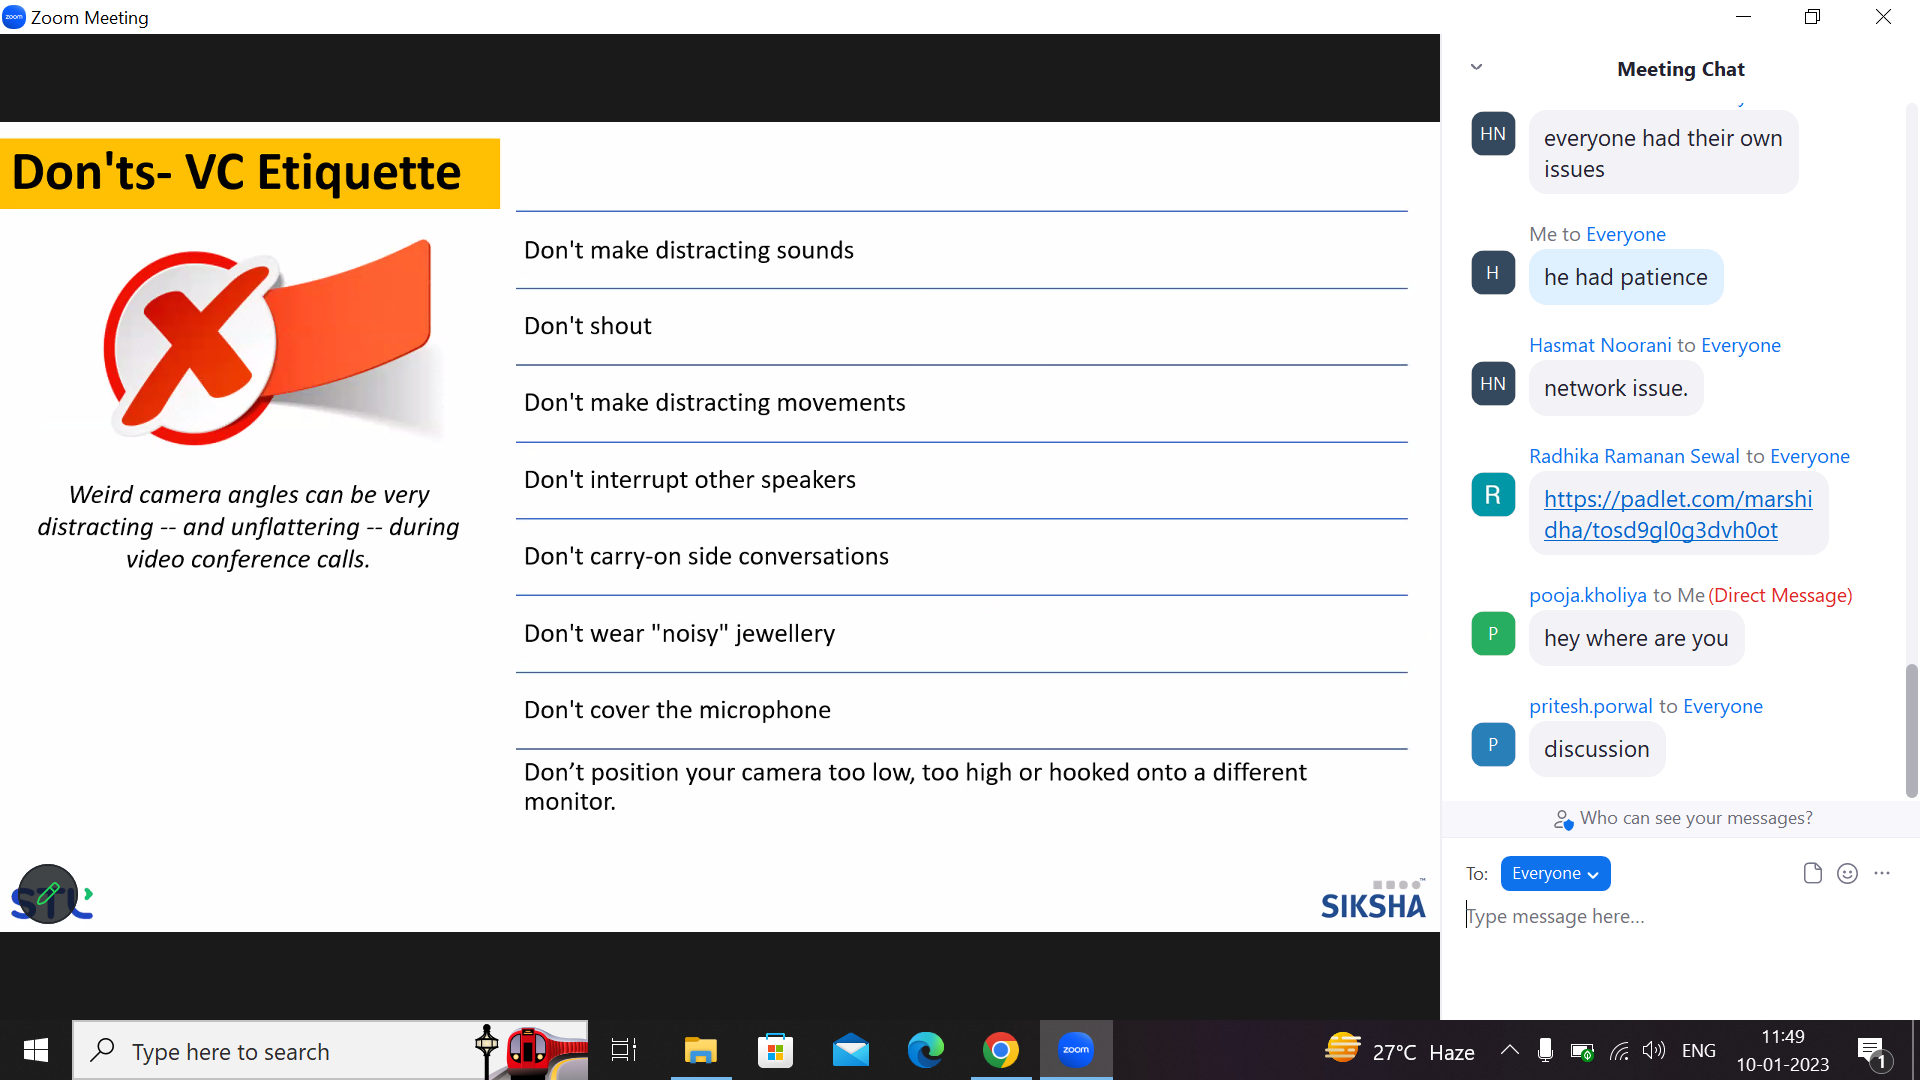 zoom Zoom Meeting
Don'ts- VC Etiquette
Weird camera angles can be very
distracting -- and unflattering -- during
video conference calls.
Don't make distracting sounds
Don't shout
Don't make distracting movements
Don't interrupt other speakers
Don't carry-on side conversations
Don't wear "noisy" jewellery
Don't cover the microphone
Don’t position your camera too low, too high or hooked onto a different
monitor.
SIKSHA™
Meeting Chat
HN
everyone had their own
issues
Me to Everyone
H
he had patience
Hasmat Noorani to Everyone
HN
network issue.
Radhika Ramanan Sewal to Everyone
R
https://padlet.com/marshi
dha/tosd9gl0g3dvh0ot
pooja.kholiya to Me(Direct Message)
P
hey where are you
pritesh.porwal to Everyone
P
discussion
Who can see your messages?
To: Everyone
Type message here...
Type here to search
zoom
27°C Haze
ENG
11:49
10-01-2023
1